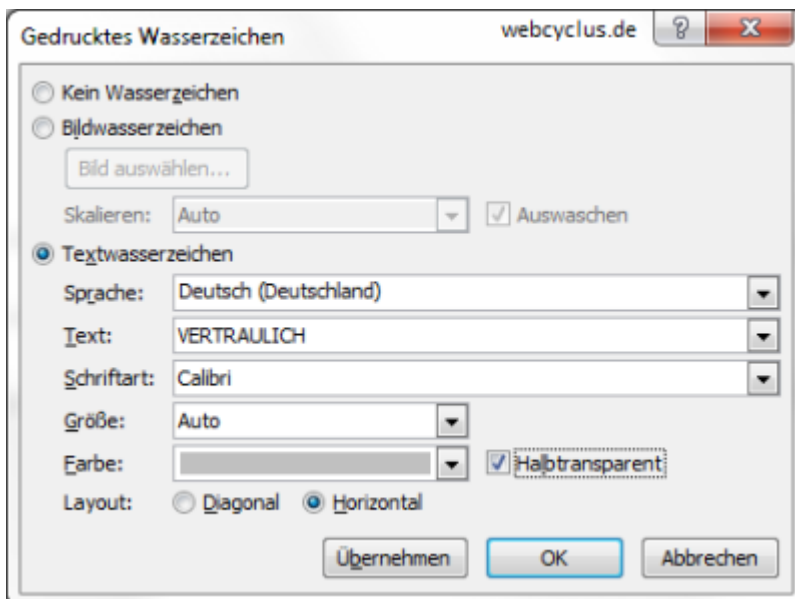 Gedrucktes Wasserzeichen webcyclus.de ?
Kein Wasserzeichen
Bildwasserzeichen
Bild auswählen...
Skalieren: Auto Auswaschen
Textwasserzeichen
Sprache: Deutsch (Deutschland)
Text: VERTRAULICH
Schriftart: Calibri
Größe: Auto
Farbe: Halbtransparent
Layout: Diagonal Horizontal
Übernehmen OK Abbrechen